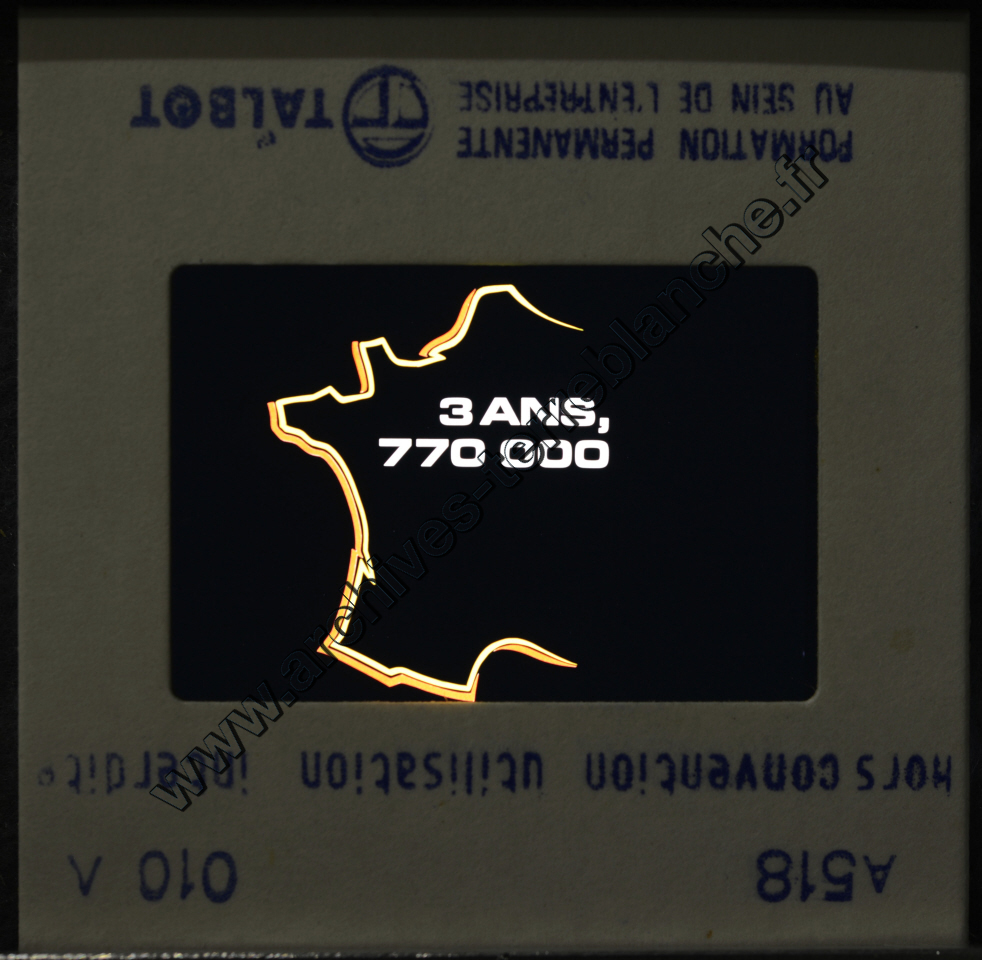 TALBOT
FORMATION PERMANENTE
AU SEIN DE L'ENTREPRISE
3 ANS,
770 000
hors convention utilisation interdite
A518
010 A
www.archives-terreblanche.fr